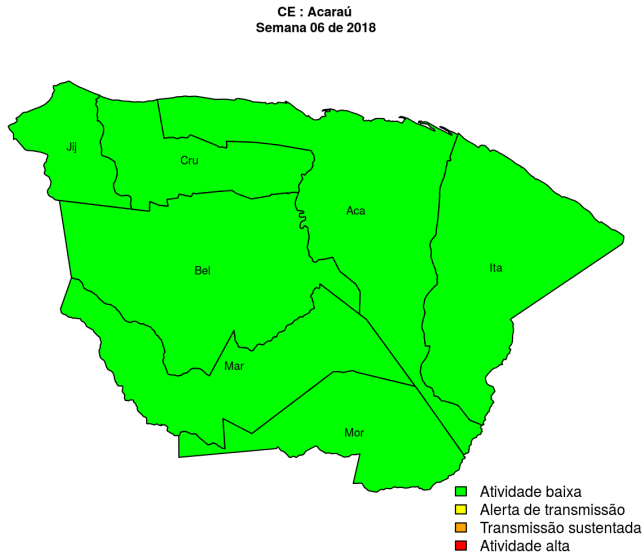 CE : Acaraú
Semana 06 de 2018
Jij
Cru
Aca
Bel
Ita
Mar
Mor
Atividade baixa
Alerta de transmissão
Transmissão sustentada
Atividade alta